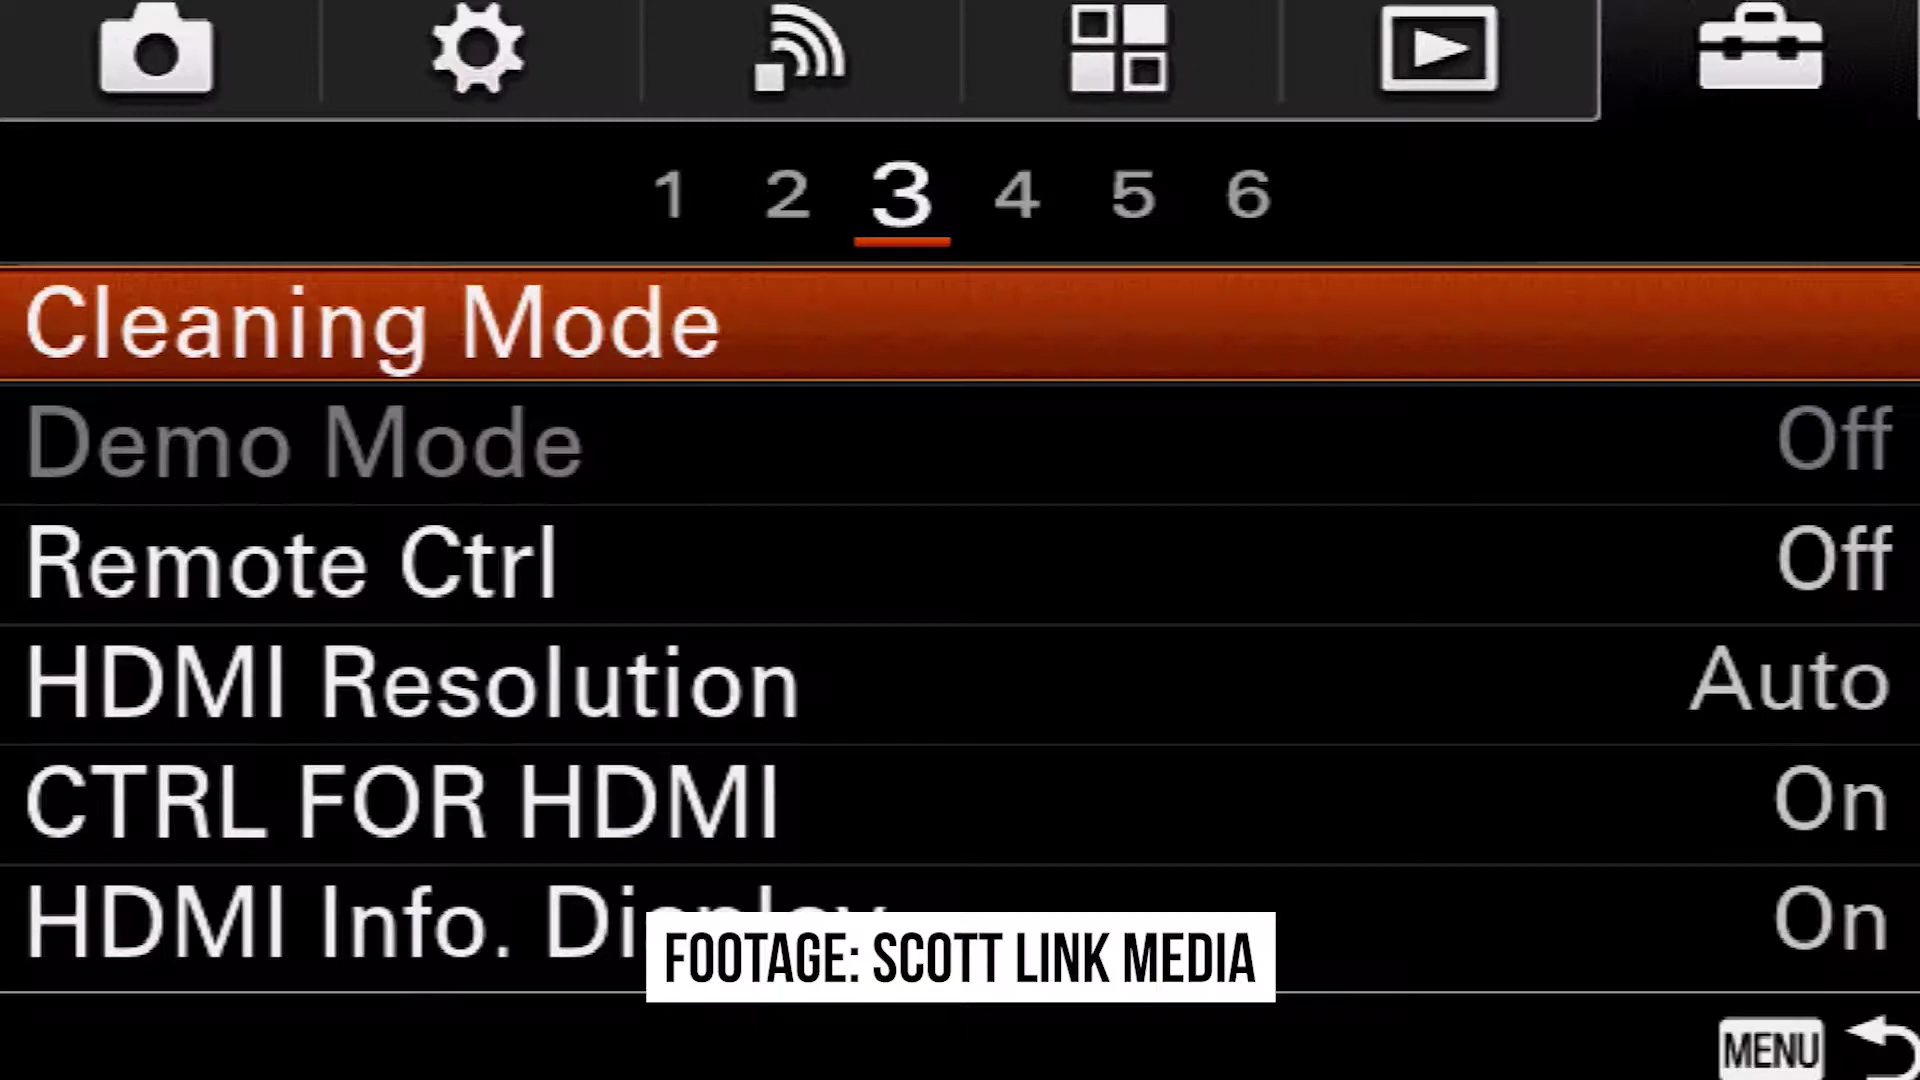 1 2 3 4 5 6
Cleaning Mode
Demo Mode Off
Remote Ctrl Off
HDMI Resolution Auto
CTRL FOR HDMI On
HDMI Info. Display On
FOOTAGE: SCOTT LINK MEDIA
MENU